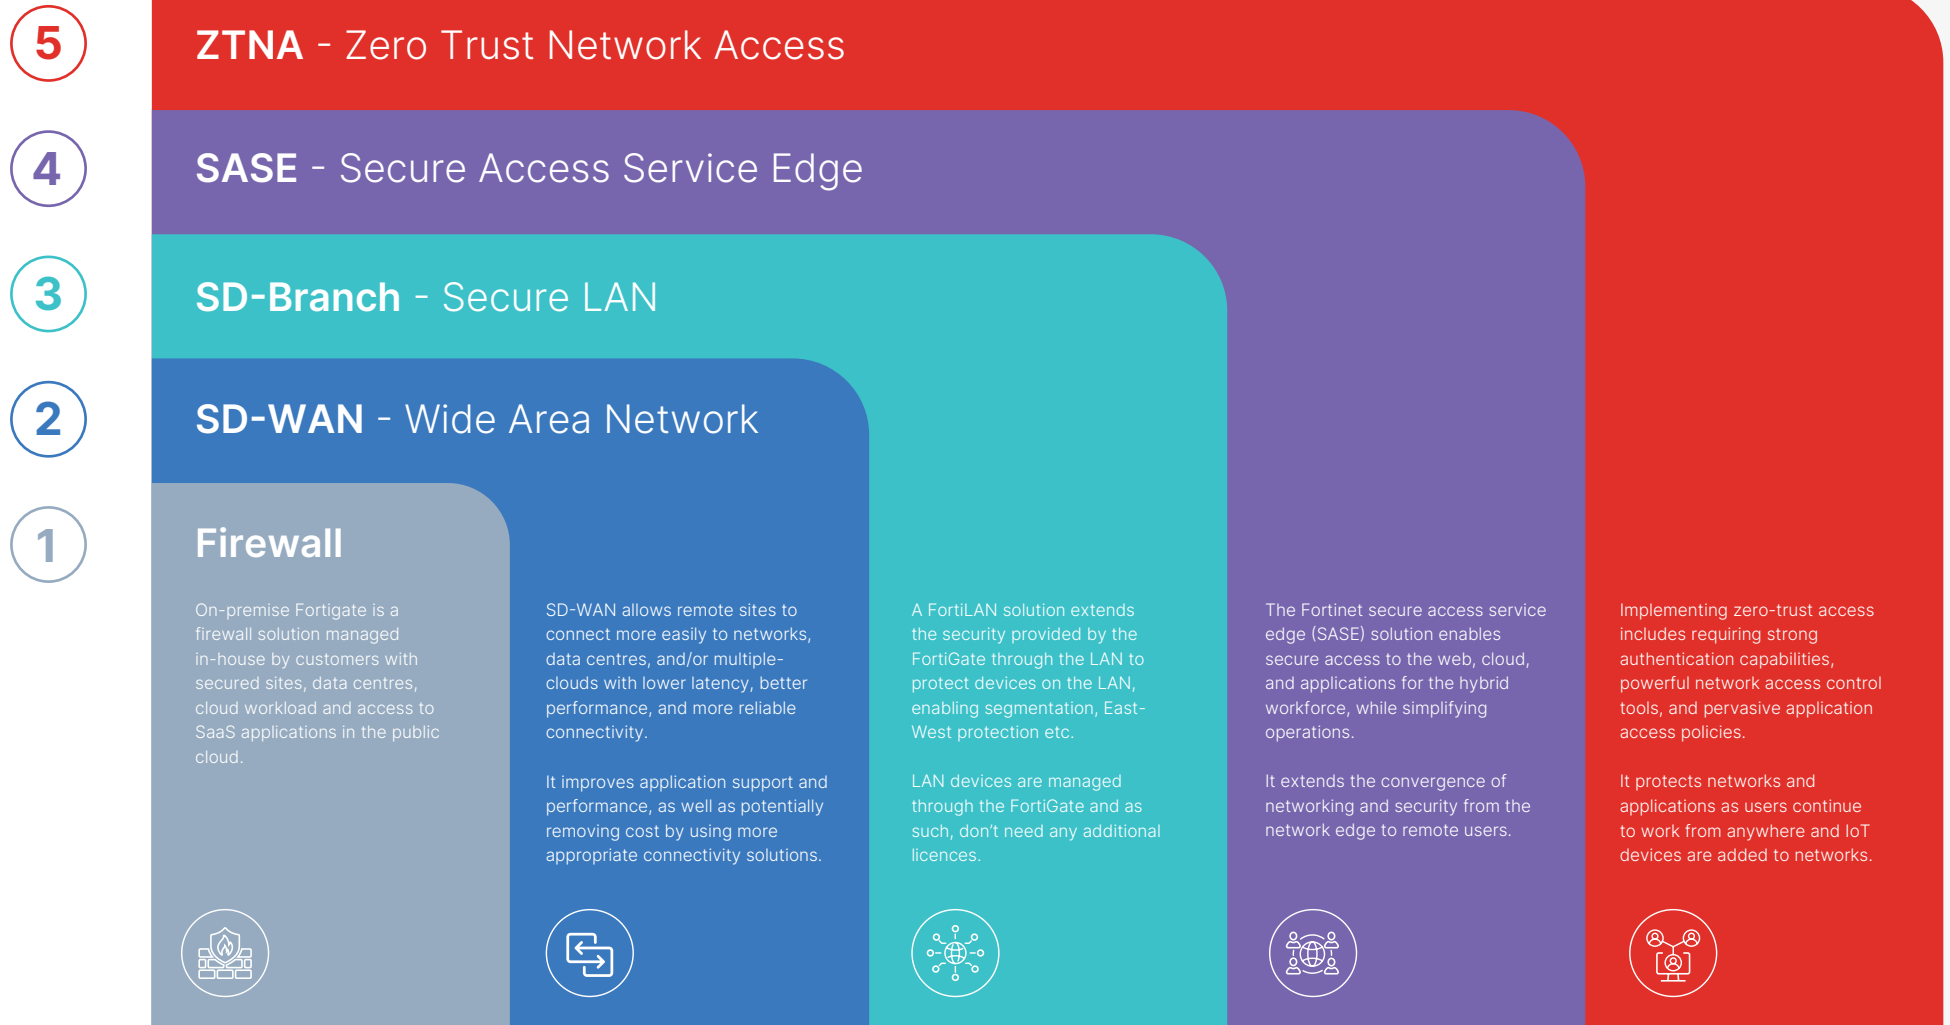 5
ZTNA - Zero Trust Network Access
4
SASE - Secure Access Service Edge
3
SD-Branch - Secure LAN
2
SD-WAN - Wide Area Network
1
Firewall
On-premise Fortigate is a
firewall solution managed
in-house by customers with
secured sites, data centres,
cloud workload and access to
SaaS applications in the public
cloud.
SD-WAN allows remote sites to
connect more easily to networks,
data centres, and/or multiple-
clouds with lower latency, better
performance, and more reliable
connectivity.
It improves application support and
performance, as well as potentially
removing cost by using more
appropriate connectivity solutions.
A FortiLAN solution extends
the security provided by the
FortiGate through the LAN to
protect devices on the LAN,
enabling segmentation, East-
West protection etc.
LAN devices are managed
through the FortiGate and as
such, don't need any additional
licences.
The Fortinet secure access service
edge (SASE) solution enables
secure access to the web, cloud,
and applications for the hybrid
workforce, while simplifying
operations.
It extends the convergence of
networking and security from the
network edge to remote users.
Implementing zero-trust access
includes requiring strong
authentication capabilities,
powerful network access control
tools, and pervasive application
access policies.
It protects networks and
applications as users continue
to work from anywhere and IoT
devices are added to networks.